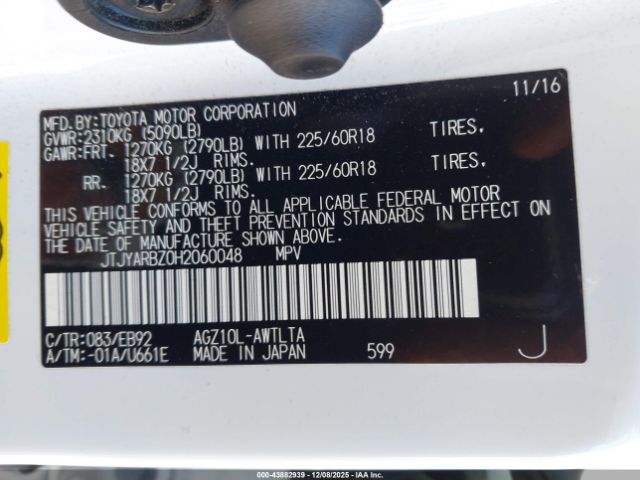 11/16
MFD.BY:TOYOTA MOTOR CORPORATION
GVWR:2310KG (5090LB)
GAWR:FRT. 1270KG (2790LB) WITH 225/60R18 TIRES,
18X7 1/2J RIMS.
RR. 1270KG (2790LB) WITH 225/60R18 TIRES,
18X7 1/2J RIMS.
THIS VEHICLE CONFORMS TO ALL APPLICABLE FEDERAL MOTOR
VEHICLE SAFETY AND THEFT PREVENTION STANDARDS IN EFFECT ON
THE DATE OF MANUFACTURE SHOWN ABOVE.
JTJYARBZ0H2060048 MPV
C/TR:083/EB92 AGZ10L-AWTLTA
A/TM:-01A/U661E MADE IN JAPAN 599 J
000-43882939 - 12/08/2025 - IAA Inc.